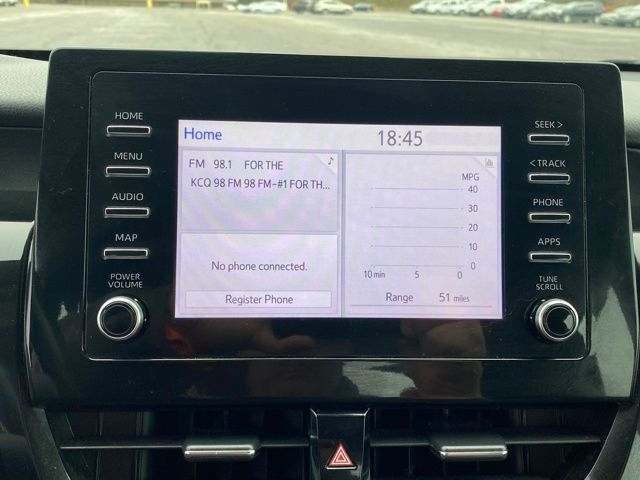 HOME
MENU
AUDIO
MAP
POWER
VOLUME
Home 18:45
FM 98.1 FOR THE
KCQ 98 FM 98 FM-#1 FOR TH...
No phone connected.
Register Phone
MPG
40
30
20
10
0
10 min 5 0
Range 51 miles
SEEK >
< TRACK
PHONE
APPS
TUNE
SCROLL